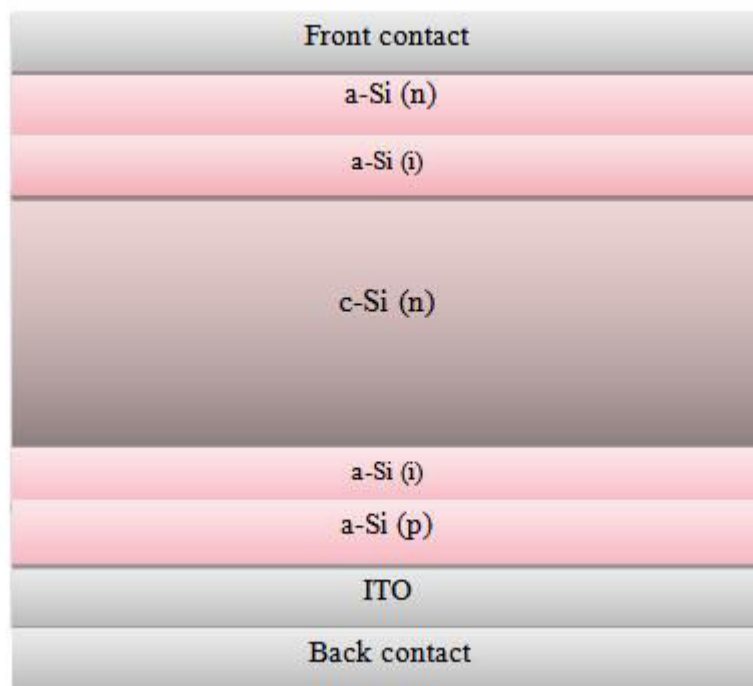 Front contact
a-Si (n)
a-Si (i)
c-Si (n)
a-Si (i)
a-Si (p)
ITO
Back contact